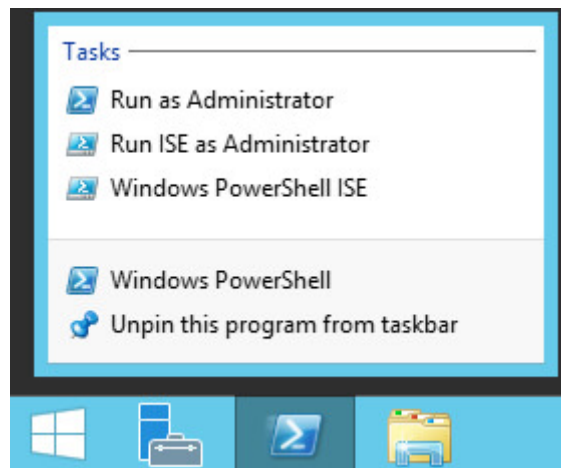 Tasks
Run as Administrator
Run ISE as Administrator
Windows PowerShell ISE
Windows PowerShell
Unpin this program from taskbar